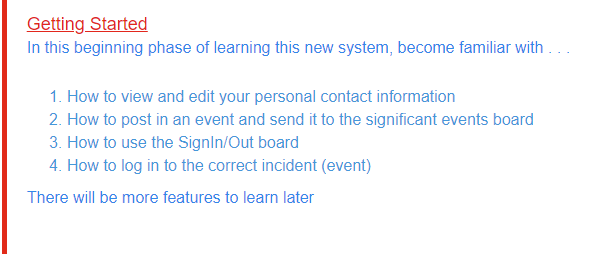 Getting Started
In this beginning phase of learning this new system, become familiar with . . .
1. How to view and edit your personal contact information
2. How to post in an event and send it to the significant events board
3. How to use the SignIn/Out board
4. How to log in to the correct incident (event)
There will be more features to learn later